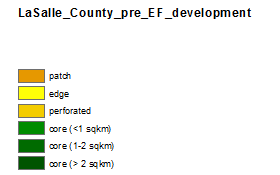 LaSalle_County_pre_EF_development
patch
edge
perforated
core (<1 sqkm)
core (1-2 sqkm)
core (> 2 sqkm)